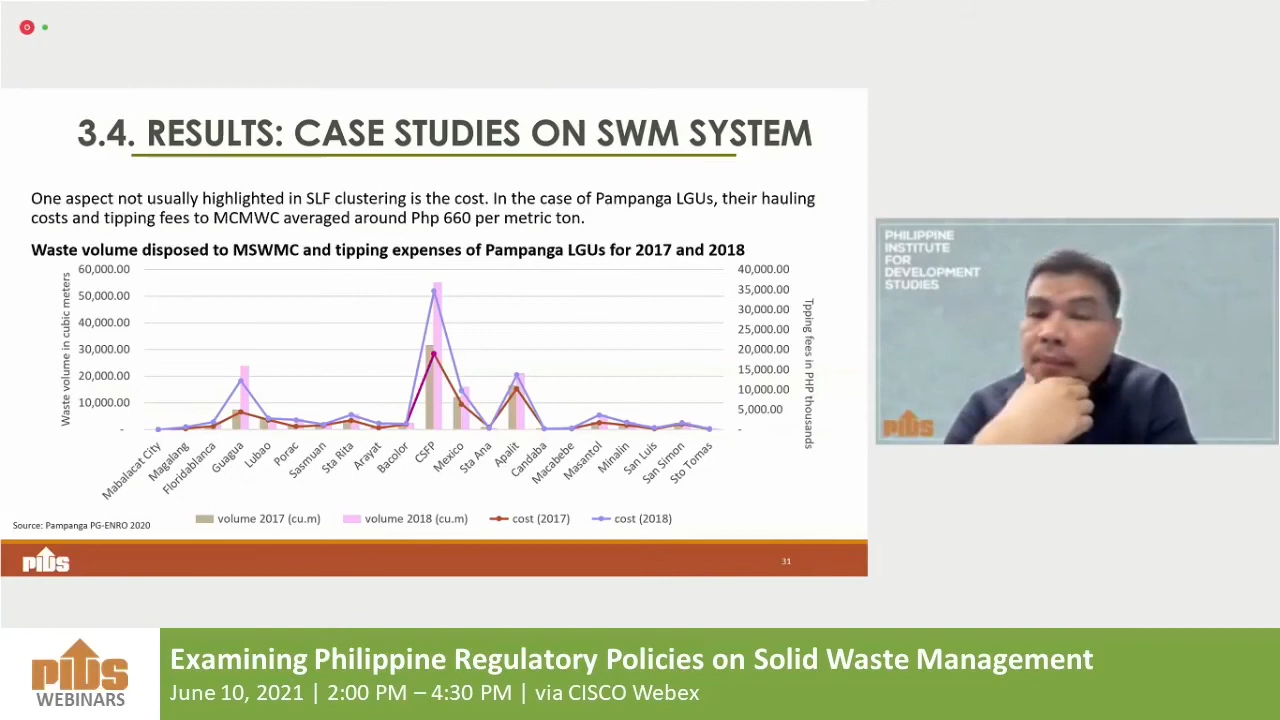 3.4. RESULTS: CASE STUDIES ON SWM SYSTEM
One aspect not usually highlighted in SLF clustering is the cost. In the case of Pampanga LGUs, their hauling
costs and tipping fees to MCMWC averaged around Php 660 per metric ton.
Waste volume disposed to MSWMC and tipping expenses of Pampanga LGUs for 2017 and 2018
Waste volume in cubic meters
60,000.00
50,000.00
40,000.00
30,000.00
20,000.00
10,000.00
-
40,000.00
35,000.00
30,000.00
25,000.00
20,000.00
15,000.00
10,000.00
5,000.00
-
Tpping fees in PHP thousands
Mabalacat City
Magalang
Floridablanca
Guagua
Lubao
Porac
Sasmuan
Sta Rita
Arayat
Bacolor
CSFP
Mexico
Sta Ana
Apalit
Candaba
Macabebe
Masantol
Minalin
San Luis
San Simon
Sto Tomas
volume 2017 (cu.m)
volume 2018 (cu.m)
cost (2017)
cost (2018)
Source: Pampanga PG-ENRO 2020
PIDS
31
PHILIPPINE
INSTITUTE
FOR
DEVELOPMENT
STUDIES
PIDS
PIDS
WEBINARS
Examining Philippine Regulatory Policies on Solid Waste Management
June 10, 2021 | 2:00 PM – 4:30 PM | via CISCO Webex